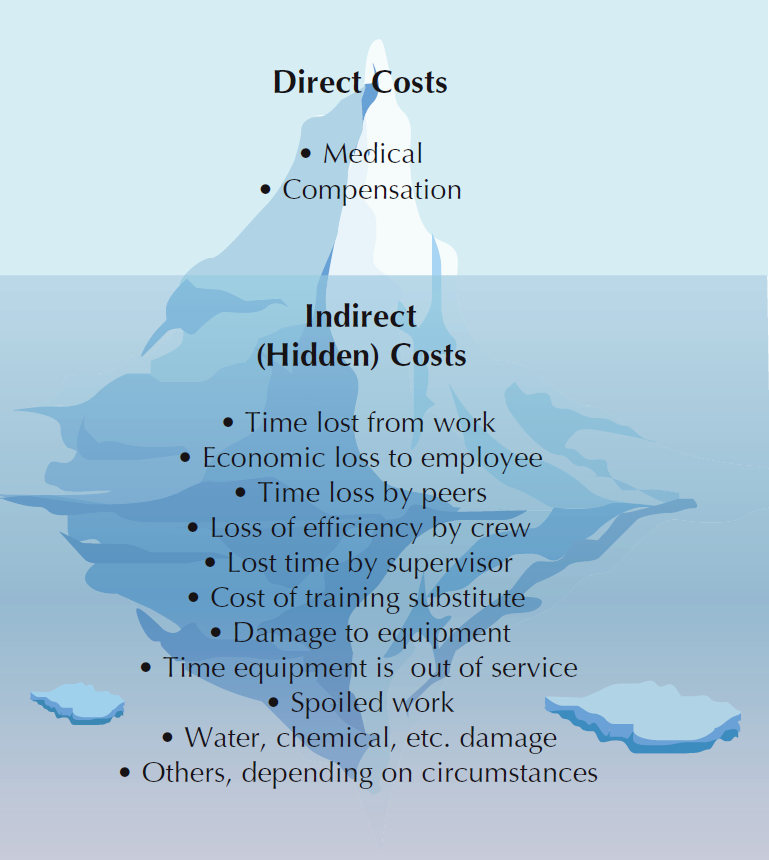 Direct Costs
• Medical
• Compensation
Indirect
(Hidden) Costs
• Time lost from work
• Economic loss to employee
• Time loss by peers
• Loss of efficiency by crew
• Lost time by supervisor
• Cost of training substitute
• Damage to equipment
• Time equipment is  out of service
• Spoiled work
• Water, chemical, etc. damage
• Others, depending on circumstances